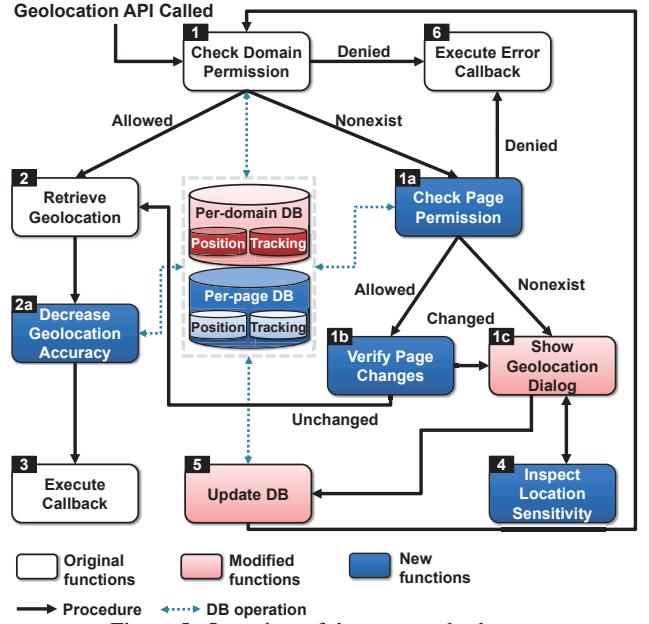 Geolocation API Called
1
Check Domain
Permission
Denied
6
Execute Error
Callback
Allowed
Nonexist
Denied
2
Retrieve
Geolocation
Per-domain DB
Position
Tracking
Per-page DB
Position
Tracking
1a
Check Page
Permission
2a
Decrease
Geolocation
Accuracy
Allowed
Nonexist
Changed
1b
Verify Page
Changes
1c
Show
Geolocation
Dialog
Unchanged
3
Execute
Callback
5
Update DB
4
Inspect
Location
Sensitivity
Original
functions
Modified
functions
New
functions
Procedure
DB operation